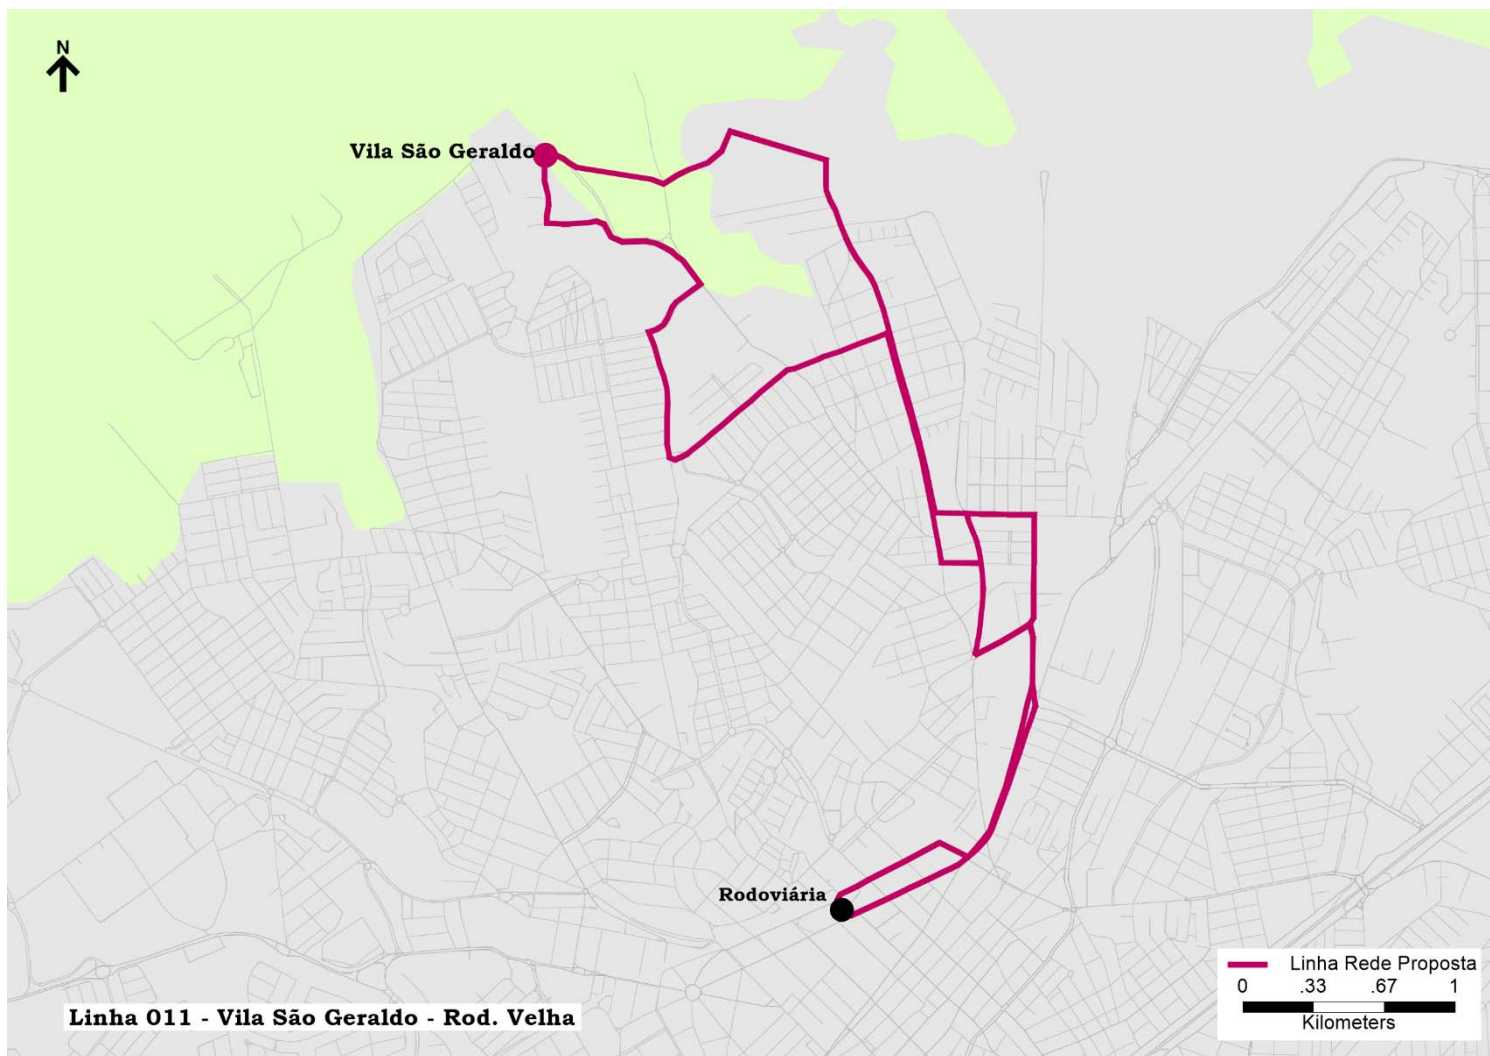 N
Vila São Geraldo
Rodoviária
Linha Rede Proposta
0 .33 .67 1
Kilometers
Linha 011 - Vila São Geraldo - Rod. Velha